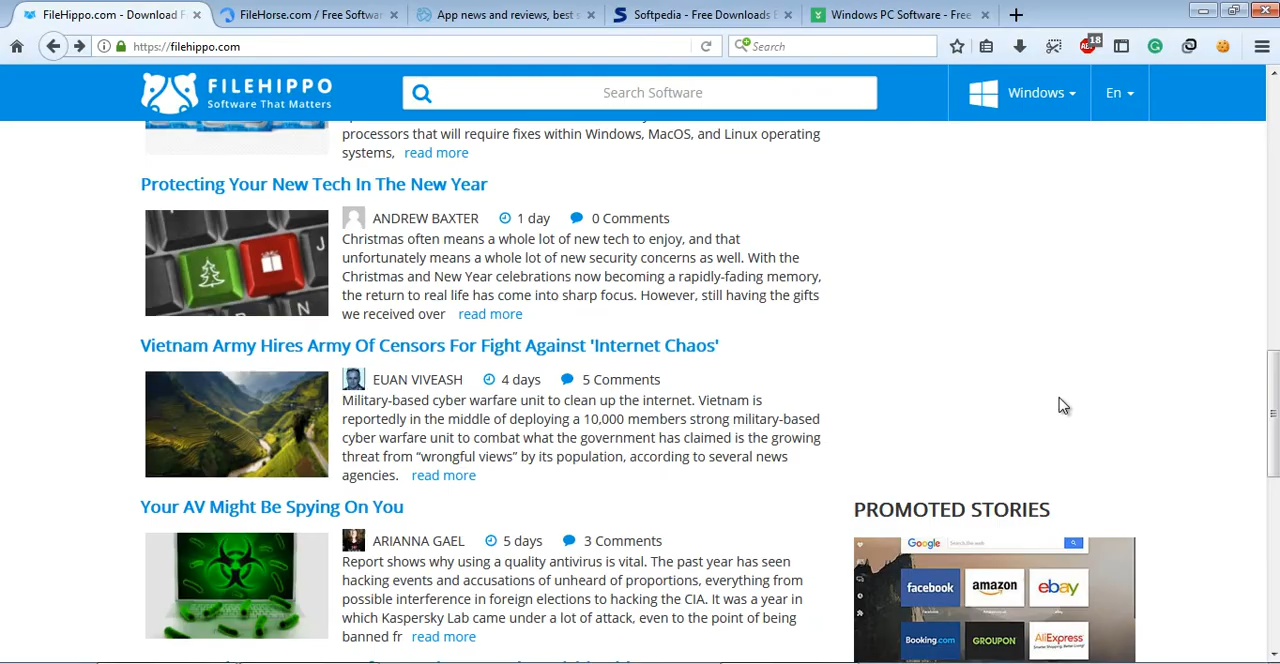 FileHippo.com - Download F
FileHorse.com / Free Softwar
App news and reviews, best s
Softpedia - Free Downloads E
Windows PC Software - Free
https://filehippo.com
Search
18
FILEHIPPO
Software That Matters
Search Software
Windows
En
processors that will require fixes within Windows, MacOS, and Linux operating
systems, read more
Protecting Your New Tech In The New Year
ANDREW BAXTER 1 day 0 Comments
Christmas often means a whole lot of new tech to enjoy, and that
unfortunately means a whole lot of new security concerns as well. With the
Christmas and New Year celebrations now becoming a rapidly-fading memory,
the return to real life has come into sharp focus. However, still having the gifts
we received over read more
Vietnam Army Hires Army Of Censors For Fight Against 'Internet Chaos'
EUAN VIVEASH 4 days 5 Comments
Military-based cyber warfare unit to clean up the internet. Vietnam is
reportedly in the middle of deploying a 10,000 members strong military-based
cyber warfare unit to combat what the government has claimed is the growing
threat from “wrongful views” by its population, according to several news
agencies. read more
Your AV Might Be Spying On You
ARIANNA GAEL 5 days 3 Comments
Report shows why using a quality antivirus is vital. The past year has seen
hacking events and accusations of unheard of proportions, everything from
possible interference in foreign elections to hacking the CIA. It was a year in
which Kaspersky Lab came under a lot of attack, even to the point of being
banned fr read more
PROMOTED STORIES
Google
facebook
amazon
ebay
Booking.com
GROUPON
AliExpress
J
N